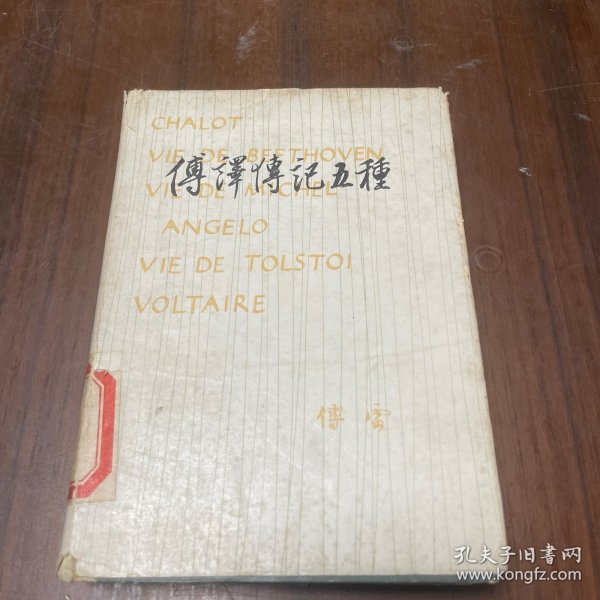 CHALOT
VIE DE BEETHOVEN
傅譯傳記五種
VIE DE MICHEL
ANGELO
VIE DE TOLSTOI
VOLTAIRE
傅雷
孔夫子旧书网
www.kongfz.com